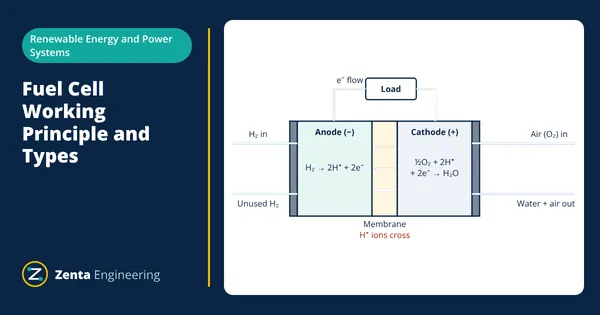 Renewable Energy and Power
Systems
Fuel Cell
Working
Principle and
Types
Zenta Engineering
e⁻ flow
Load
H₂ in
Anode (−)
Cathode (+)
Air (O₂) in
H₂ → 2H⁺ + 2e⁻
½O₂ + 2H⁺
+ 2e⁻ → H₂O
Unused H₂
Water + air out
Membrane
H⁺ ions cross